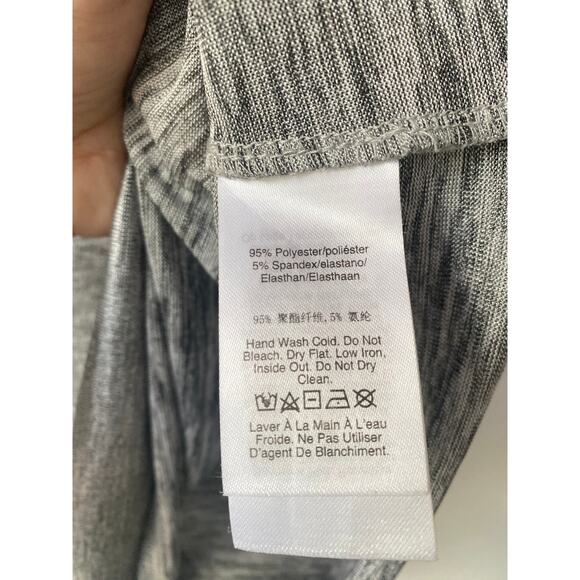 95% Polyester/poliéster
5% Spandex/elastano/
Elasthan/Elasthaan
95% 聚酯纤维,5% 氨纶
Hand Wash Cold. Do Not
Bleach. Dry Flat. Low Iron,
Inside Out. Do Not Dry
Clean.
Laver À La Main À L'eau
Froide. Ne Pas Utiliser
D'agent De Blanchiment.